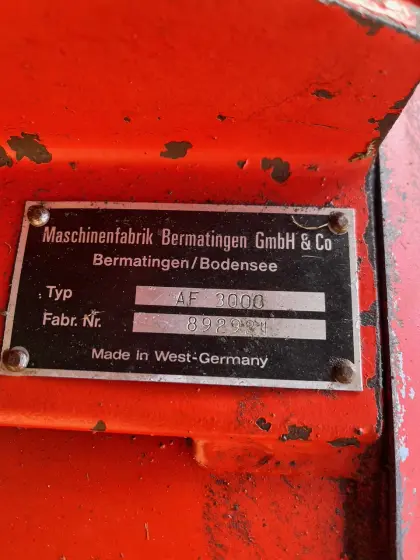 Maschinenfabrik Bermatingen GmbH & Co
Bermatingen/Bodensee
Typ AF 3000
Fabr. Nr.
Made in West-Germany